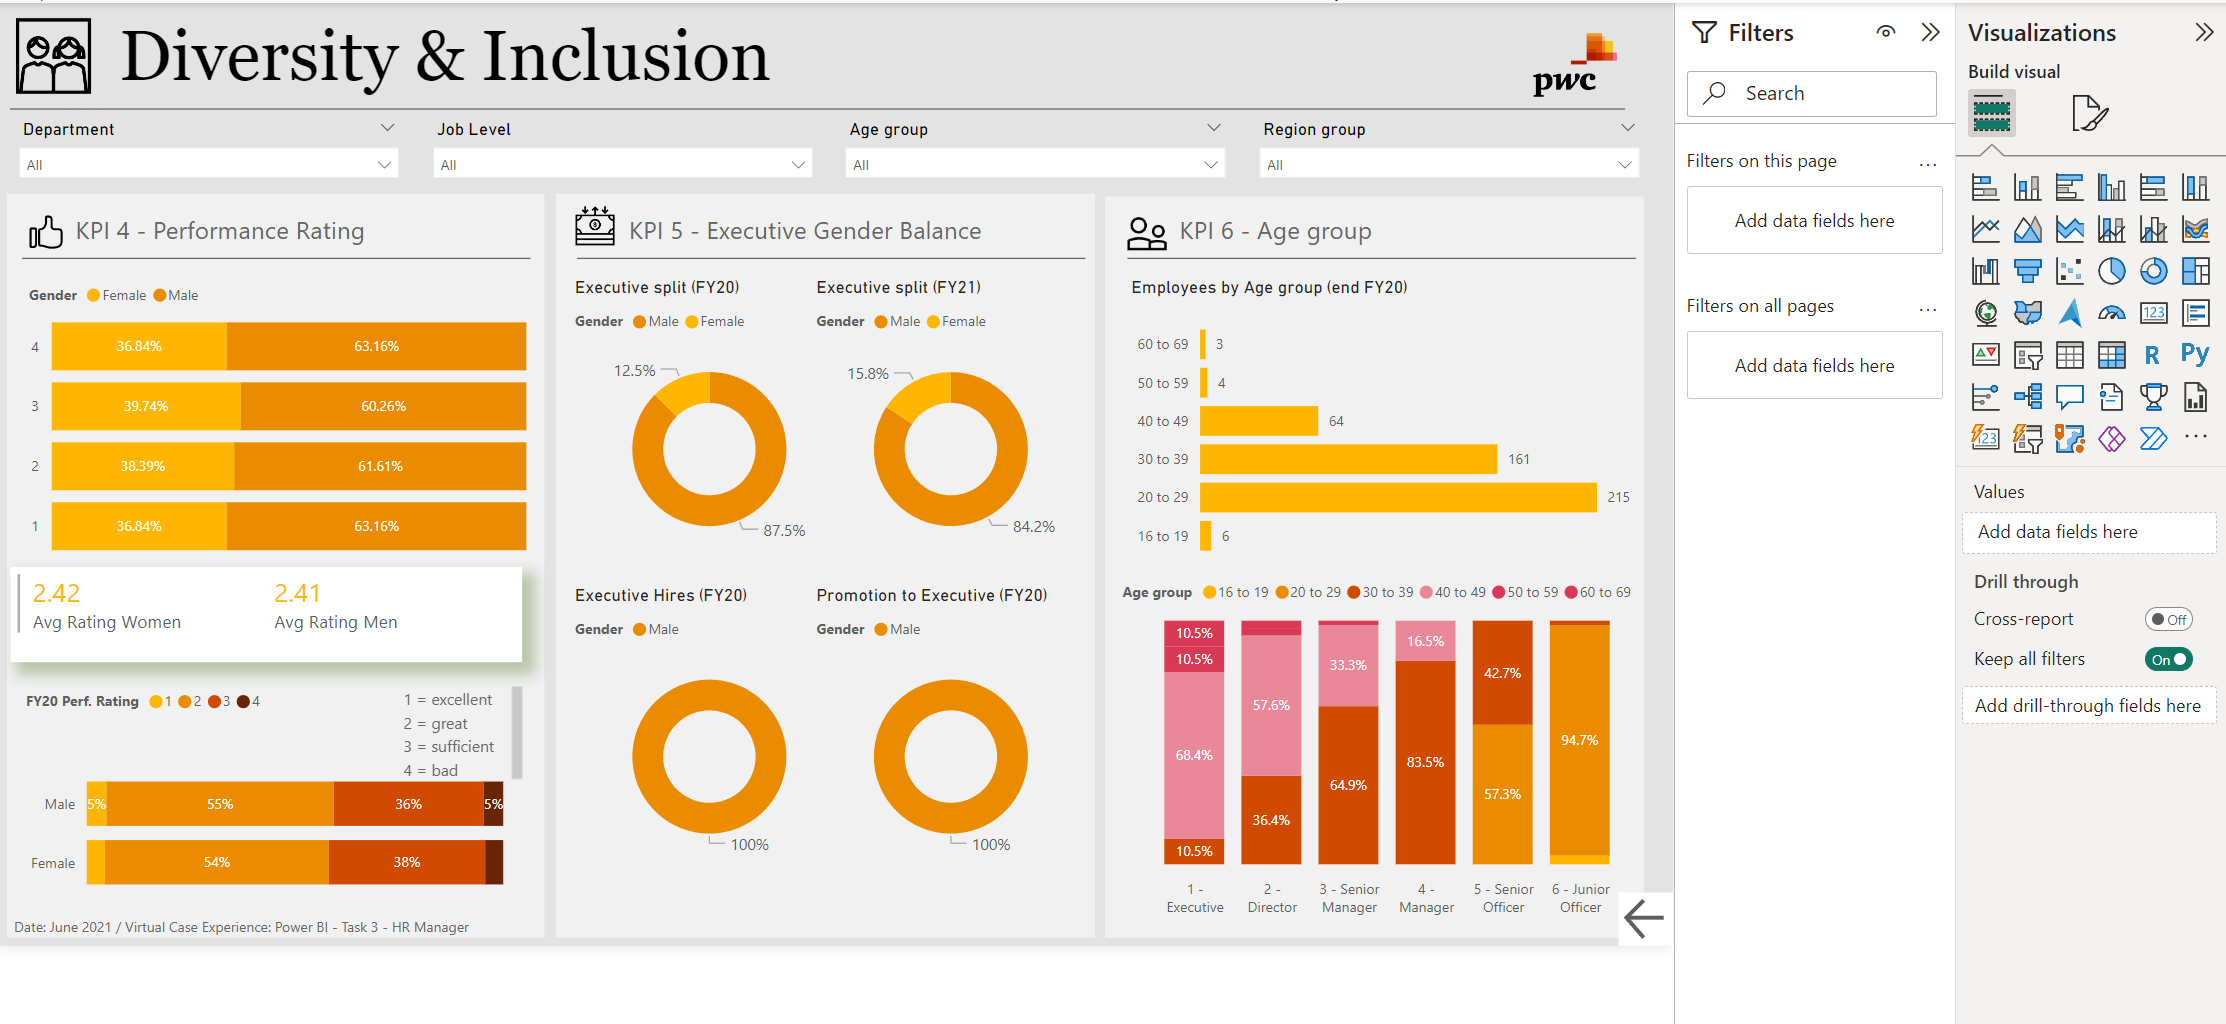 Diversity & Inclusion
pwc
Department
Job Level
Age group
Region group
All
All
All
All
KPI 4 - Performance Rating
Gender Female Male
4 36.84% 63.16%
3 39.74% 60.26%
2 38.39% 61.61%
1 36.84% 63.16%
2.42
Avg Rating Women
2.41
Avg Rating Men
FY20 Perf. Rating 1 2 3 4
1 = excellent
2 = great
3 = sufficient
4 = bad
Male 5% 55% 36% 5%
Female 54% 38%
Date: June 2021 / Virtual Case Experience: Power BI - Task 3 - HR Manager
KPI 5 - Executive Gender Balance
Executive split (FY20)
Gender Male Female
12.5%
87.5%
Executive split (FY21)
Gender Male Female
15.8%
84.2%
Executive Hires (FY20)
Gender Male
100%
Promotion to Executive (FY20)
Gender Male
100%
KPI 6 - Age group
Employees by Age group (end FY20)
60 to 69 3
50 to 59 4
40 to 49 64
30 to 39 161
20 to 29 215
16 to 19 6
Age group 16 to 19 20 to 29 30 to 39 40 to 49 50 to 59 60 to 69
10.5%
10.5%
68.4%
10.5%
57.6%
36.4%
33.3%
64.9%
16.5%
83.5%
42.7%
57.3%
94.7%
1 -
Executive
2 -
Director
3 - Senior
Manager
4 -
Manager
5 - Senior
Officer
6 - Junior
Officer
Filters
Search
Filters on this page
...
Add data fields here
Filters on all pages
...
Add data fields here
Visualizations
Build visual
123
R
Py
123
...
Values
Add data fields here
Drill through
Cross-report Off
Keep all filters On
Add drill-through fields here